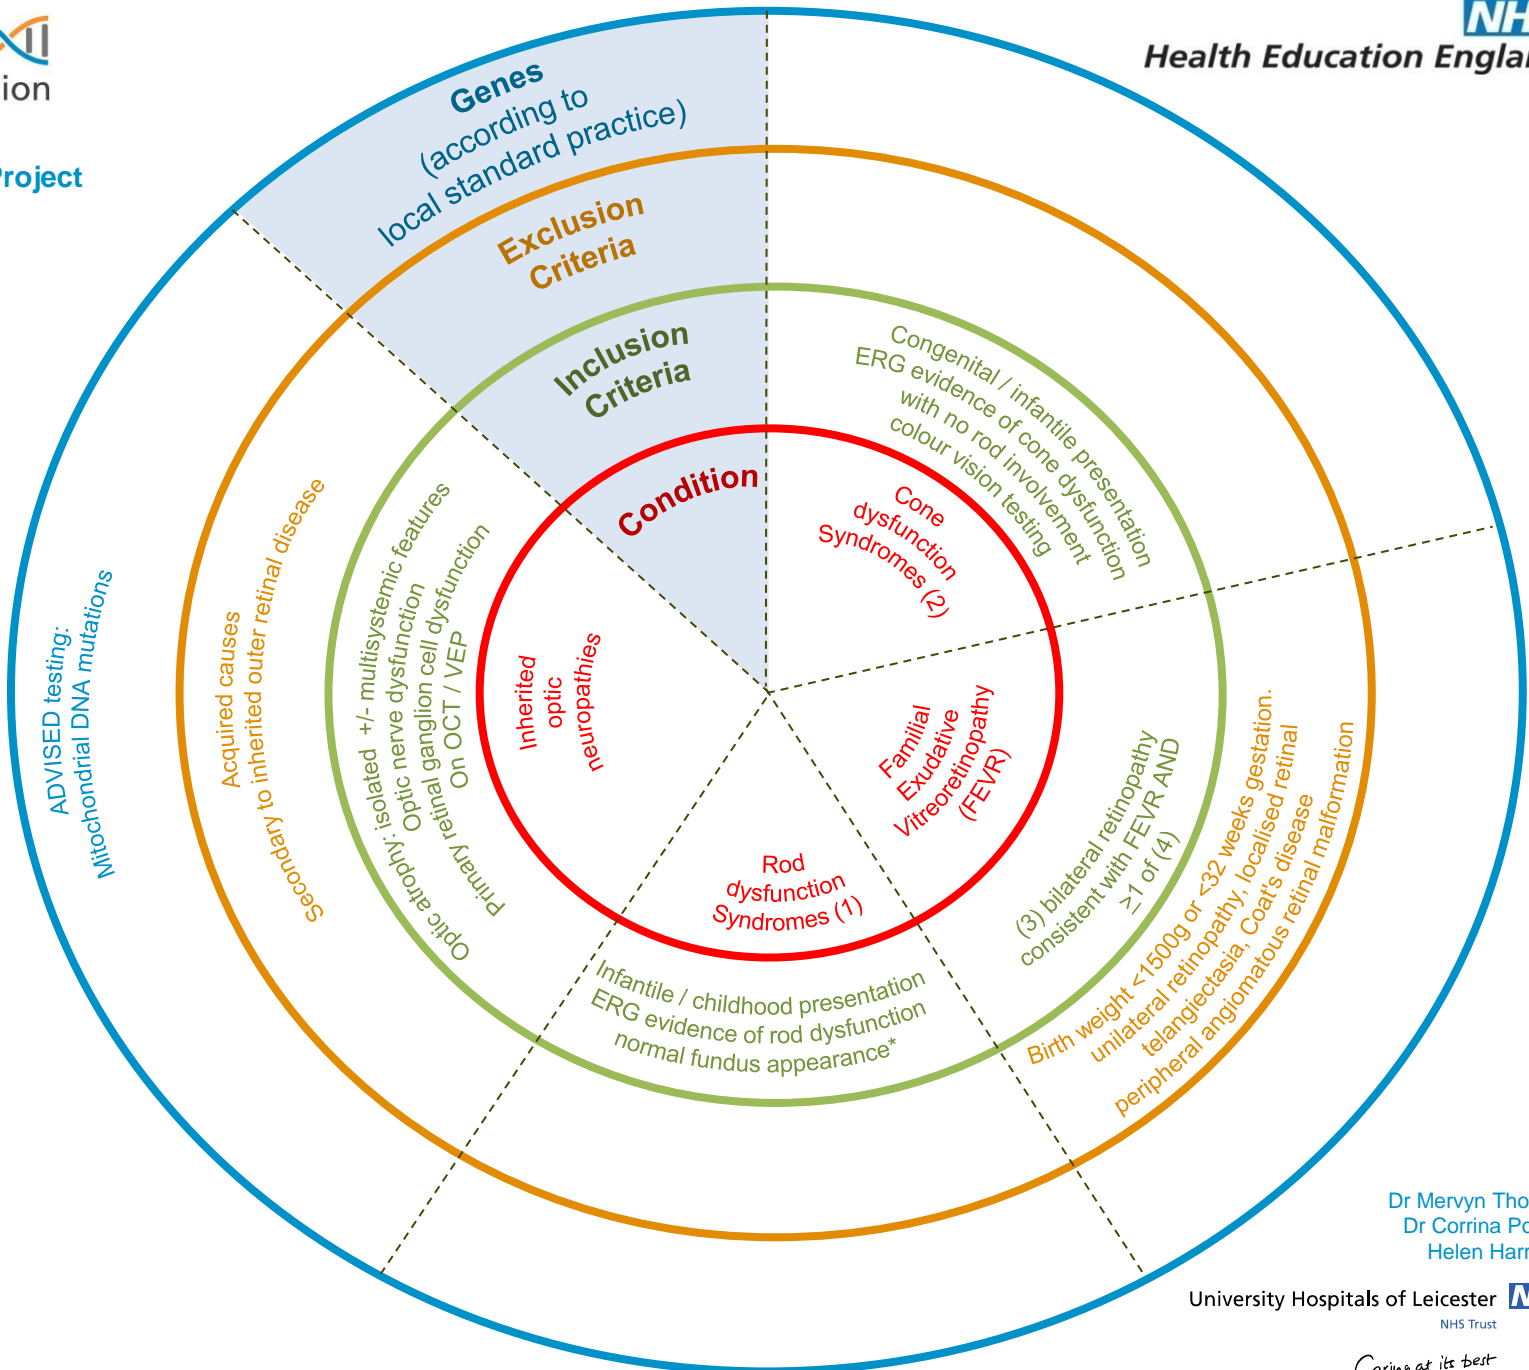 ion
Project
NH
Health Education Englan
Genes
(according to
local standard practice)
Exclusion
Criteria
Inclusion
Criteria
Condition
Congenital / infantile presentation
ERG evidence of cone dysfunction
with no rod involvement
colour vision testing
Cone
dysfunction
Syndromes (2)
Familial
Exudative
Vitreoretinopathy
(FEVR)
(3) bilateral retinopathy
consistent with FEVR AND
≥1 of (4)
Birth weight <1500g or <32 weeks gestation.
unilateral retinopathy, localised retinal
telangiectasia, Coat's disease
peripheral angiomatous retinal malformation
Rod
dysfunction
Syndromes (1)
Infantile / childhood presentation
ERG evidence of rod dysfunction
normal fundus appearance*
Inherited
optic
neuropathies
Optic atrophy: isolated +/- multisystemic features
Optic nerve dysfunction
Primary retinal ganglion cell dysfunction
On OCT / VEP
Acquired causes
Secondary to inherited outer retinal disease
ADVISED testing:
Mitochondrial DNA mutations
Dr Mervyn Tho
Dr Corrina Po
Helen Harr
University Hospitals of Leicester N
NHS Trust
Caring at its best